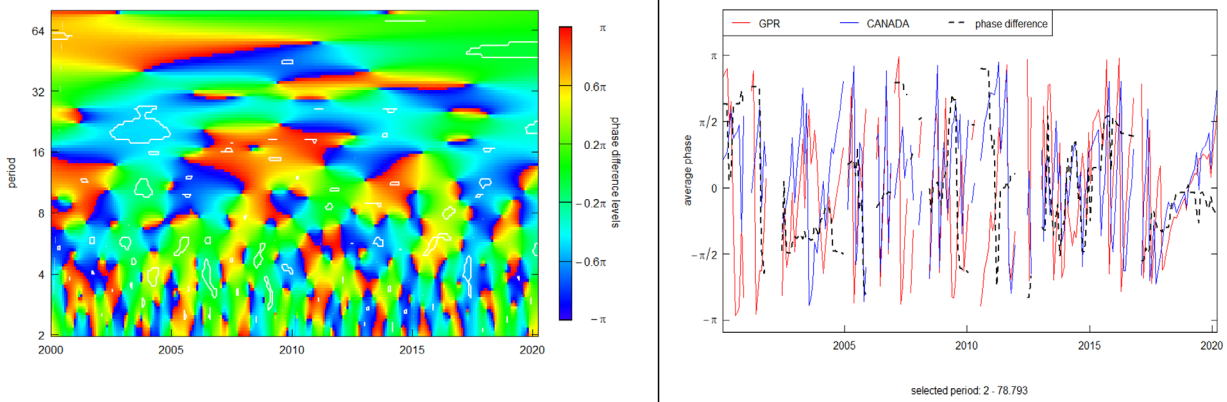 64
32
16
8
4
2
period
2000 2005 2010 2015 2020
π
0.6π
0.2π
−0.2π
−0.6π
−π
phase difference levels
GPR CANADA phase difference
π
π/2
0
−π/2
−π
average phase
2005 2010 2015 2020
selected period: 2 - 78.793